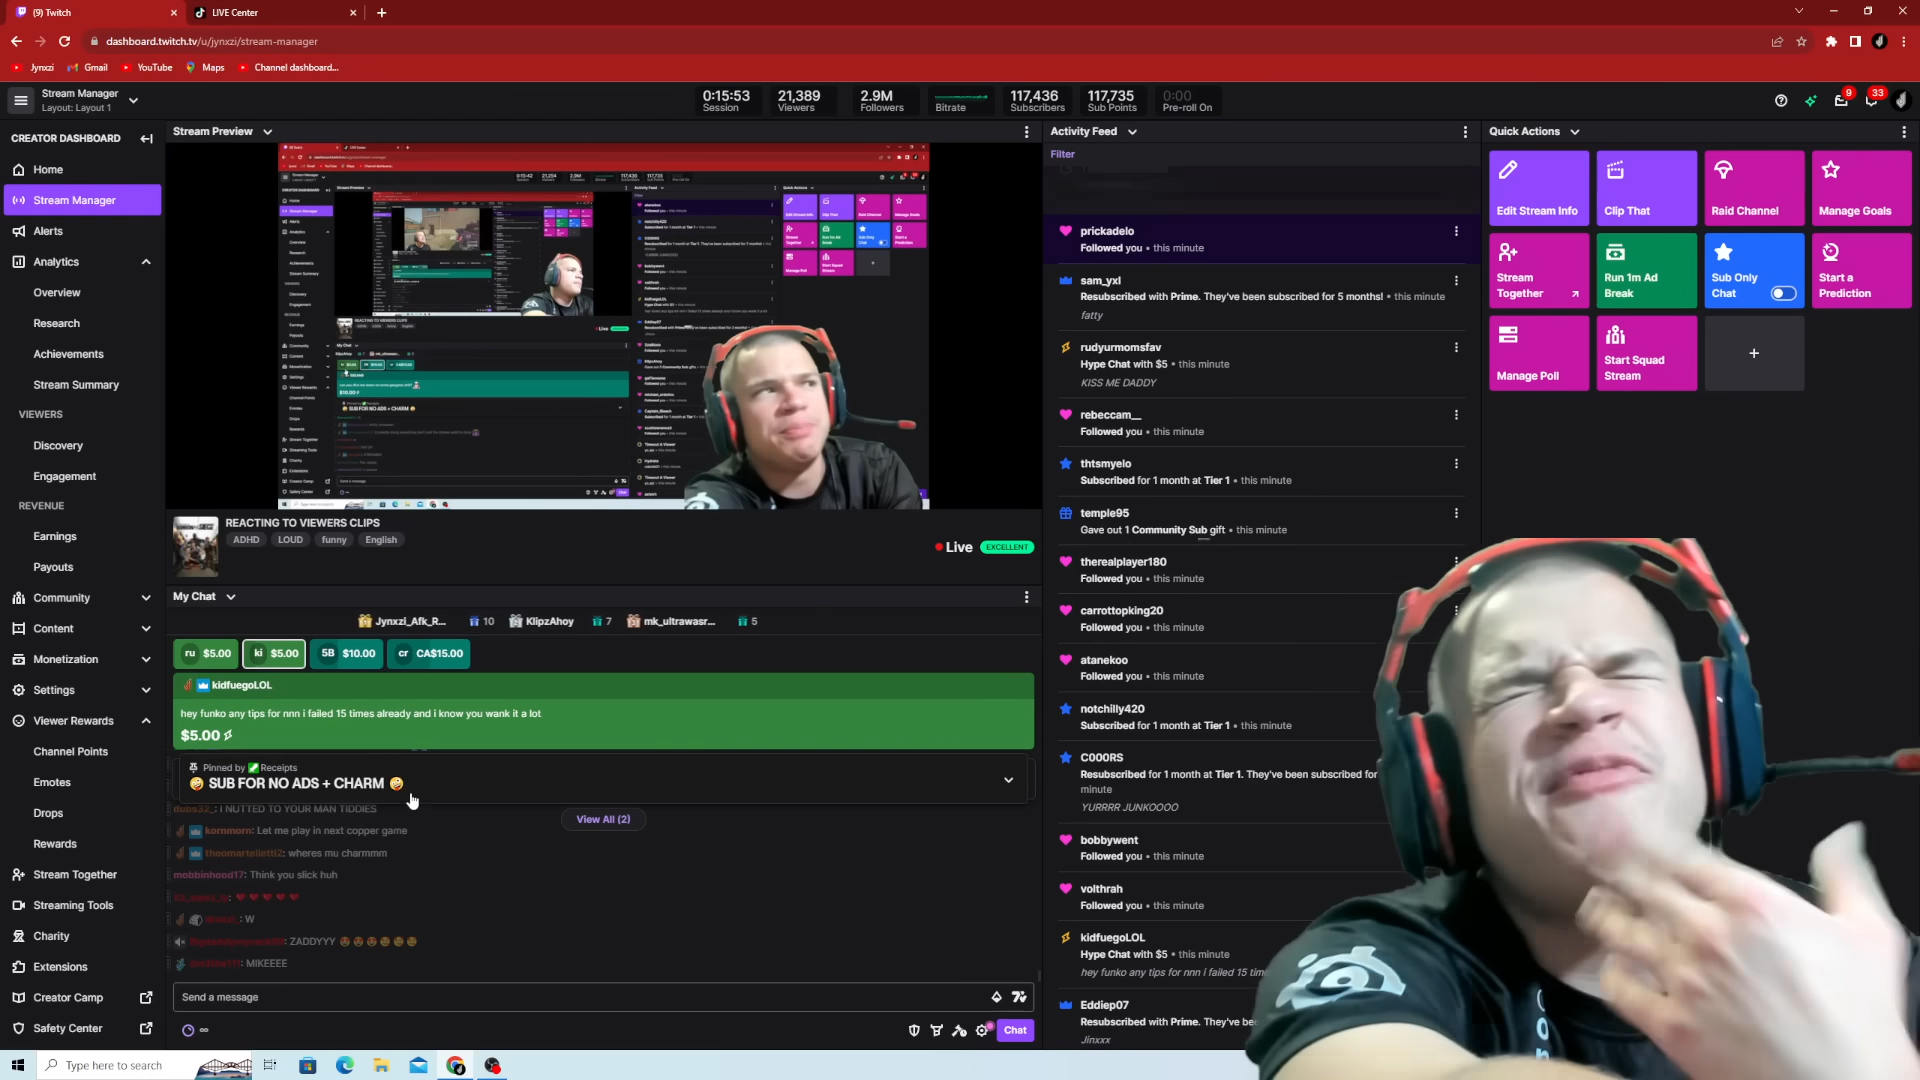 (9) Twitch
LIVE Center
dashboard.twitch.tv/u/jynxzi/stream-manager
Jynxzi
Gmail
YouTube
Maps
Channel dashboard...
Stream Manager
Layout: Layout 1
0:15:53
Session
21,389
Viewers
2.9M
Followers
Bitrate
117,436
Subscribers
117,735
Sub Points
0:00
Pre-roll On
9
33
CREATOR DASHBOARD
Home
Stream Manager
Alerts
Analytics
Overview
Research
Achievements
Stream Summary
VIEWERS
Discovery
Engagement
REVENUE
Earnings
Payouts
Community
Content
Monetization
Settings
Viewer Rewards
Channel Points
Emotes
Drops
Rewards
Stream Together
Streaming Tools
Charity
Extensions
Creator Camp
Safety Center
Stream Preview
REACTING TO VIEWERS CLIPS
ADHD
LOUD
funny
English
Live
EXCELLENT
My Chat
Jynxzi_Afk_R...
10
KlipzAhoy
7
mk_ultrawasr...
5
ru $5.00
ki $5.00
5B $10.00
cr CA$15.00
kidfuegoLOL
hey funko any tips for nnn i failed 15 times already and i know you wank it a lot
$5.00
Pinned by Receipts
SUB FOR NO ADS + CHARM
dubs32_: I NUTTED TO YOUR MAN TIDDIES
View All (2)
kornmorn: Let me play in next copper game
theomartelletti2: wheres mu charmmm
mobbinhood17: Think you slick huh
: W
: ZADDYYY
: MIKEEEE
Send a message
Chat
Activity Feed
Filter
prickadelo
Followed you • this minute
sam_yxl
Resubscribed with Prime. They've been subscribed for 5 months! • this minute
fatty
rudyurmomsfav
Hype Chat with $5 • this minute
KISS ME DADDY
rebeccam__
Followed you • this minute
thtsmyelo
Subscribed for 1 month at Tier 1 • this minute
temple95
Gave out 1 Community Sub gift • this minute
therealplayer180
Followed you • this minute
carrottopking20
Followed you • this minute
atanekoo
Followed you • this minute
notchilly420
Subscribed for 1 month at Tier 1 • this minute
C000RS
Resubscribed for 1 month at Tier 1. They've been subscribed for
minute
YURRRR JUNKOOOO
bobbywent
Followed you • this minute
volthrah
Followed you • this minute
kidfuegoLOL
Hype Chat with $5 • this minute
hey funko any tips for nnn i failed 15
Eddiep07
Resubscribed with Prime. They've
Jinxxx
Quick Actions
Edit Stream Info
Clip That
Raid Channel
Manage Goals
Stream
Together
Run 1m Ad
Break
Sub Only
Chat
Start a
Prediction
Manage Poll
Start Squad
Stream
Type here to search